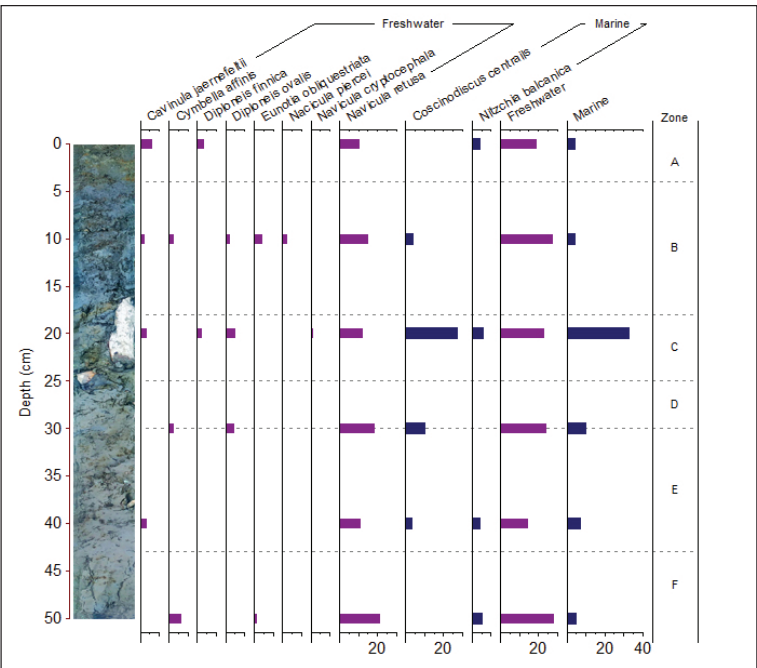 Freshwater
Marine
Cavinula jaernefeltii
Cymbella affinis
Diploneis finnica
Diploneis ovalis
Eunotia obliquestriata
Nacicula piercei
Navicula cryptocephala
Navicula retusa
Coscinodiscus centralis
Nitzchia balcanica
Freshwater
Marine
Zone
0
5
10
15
20
25
30
35
40
45
50
Depth (cm)
A
B
C
D
E
F
20
20
20
20
40